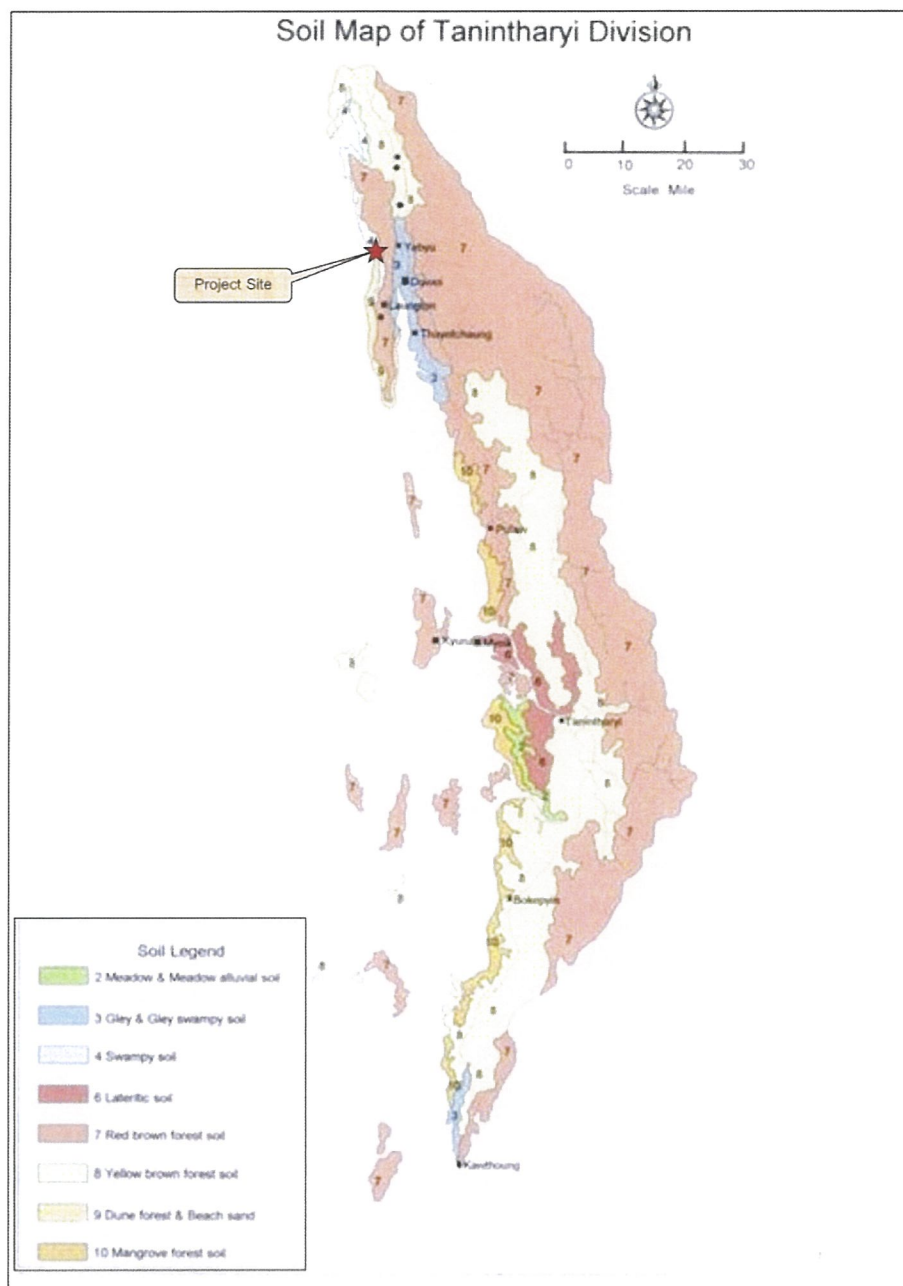 Soil Map of Tanintharyi Division
0 10 20 30
Scale Mile
Project Site
Yebyu
Dawei
Launglon
Thayetchaung
Pulaw
Kyunsu
Myeik
Tanintharyi
Bokepyin
Kawthoung
Soil Legend
2 Meadow & Meadow alluvial soil
3 Gley & Gley swampy soil
4 Swampy soil
6 Lateritic soil
7 Red brown forest soil
8 Yellow brown forest soil
9 Dune forest & Beach sand
10 Mangrove forest soil